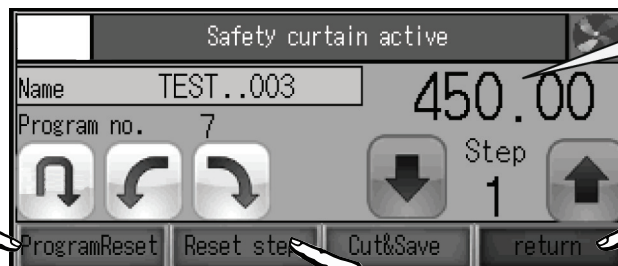 Safety curtain active
Name TEST..003
450.00
Program no. 7
Step
1
ProgramReset Reset step Cut&Save return